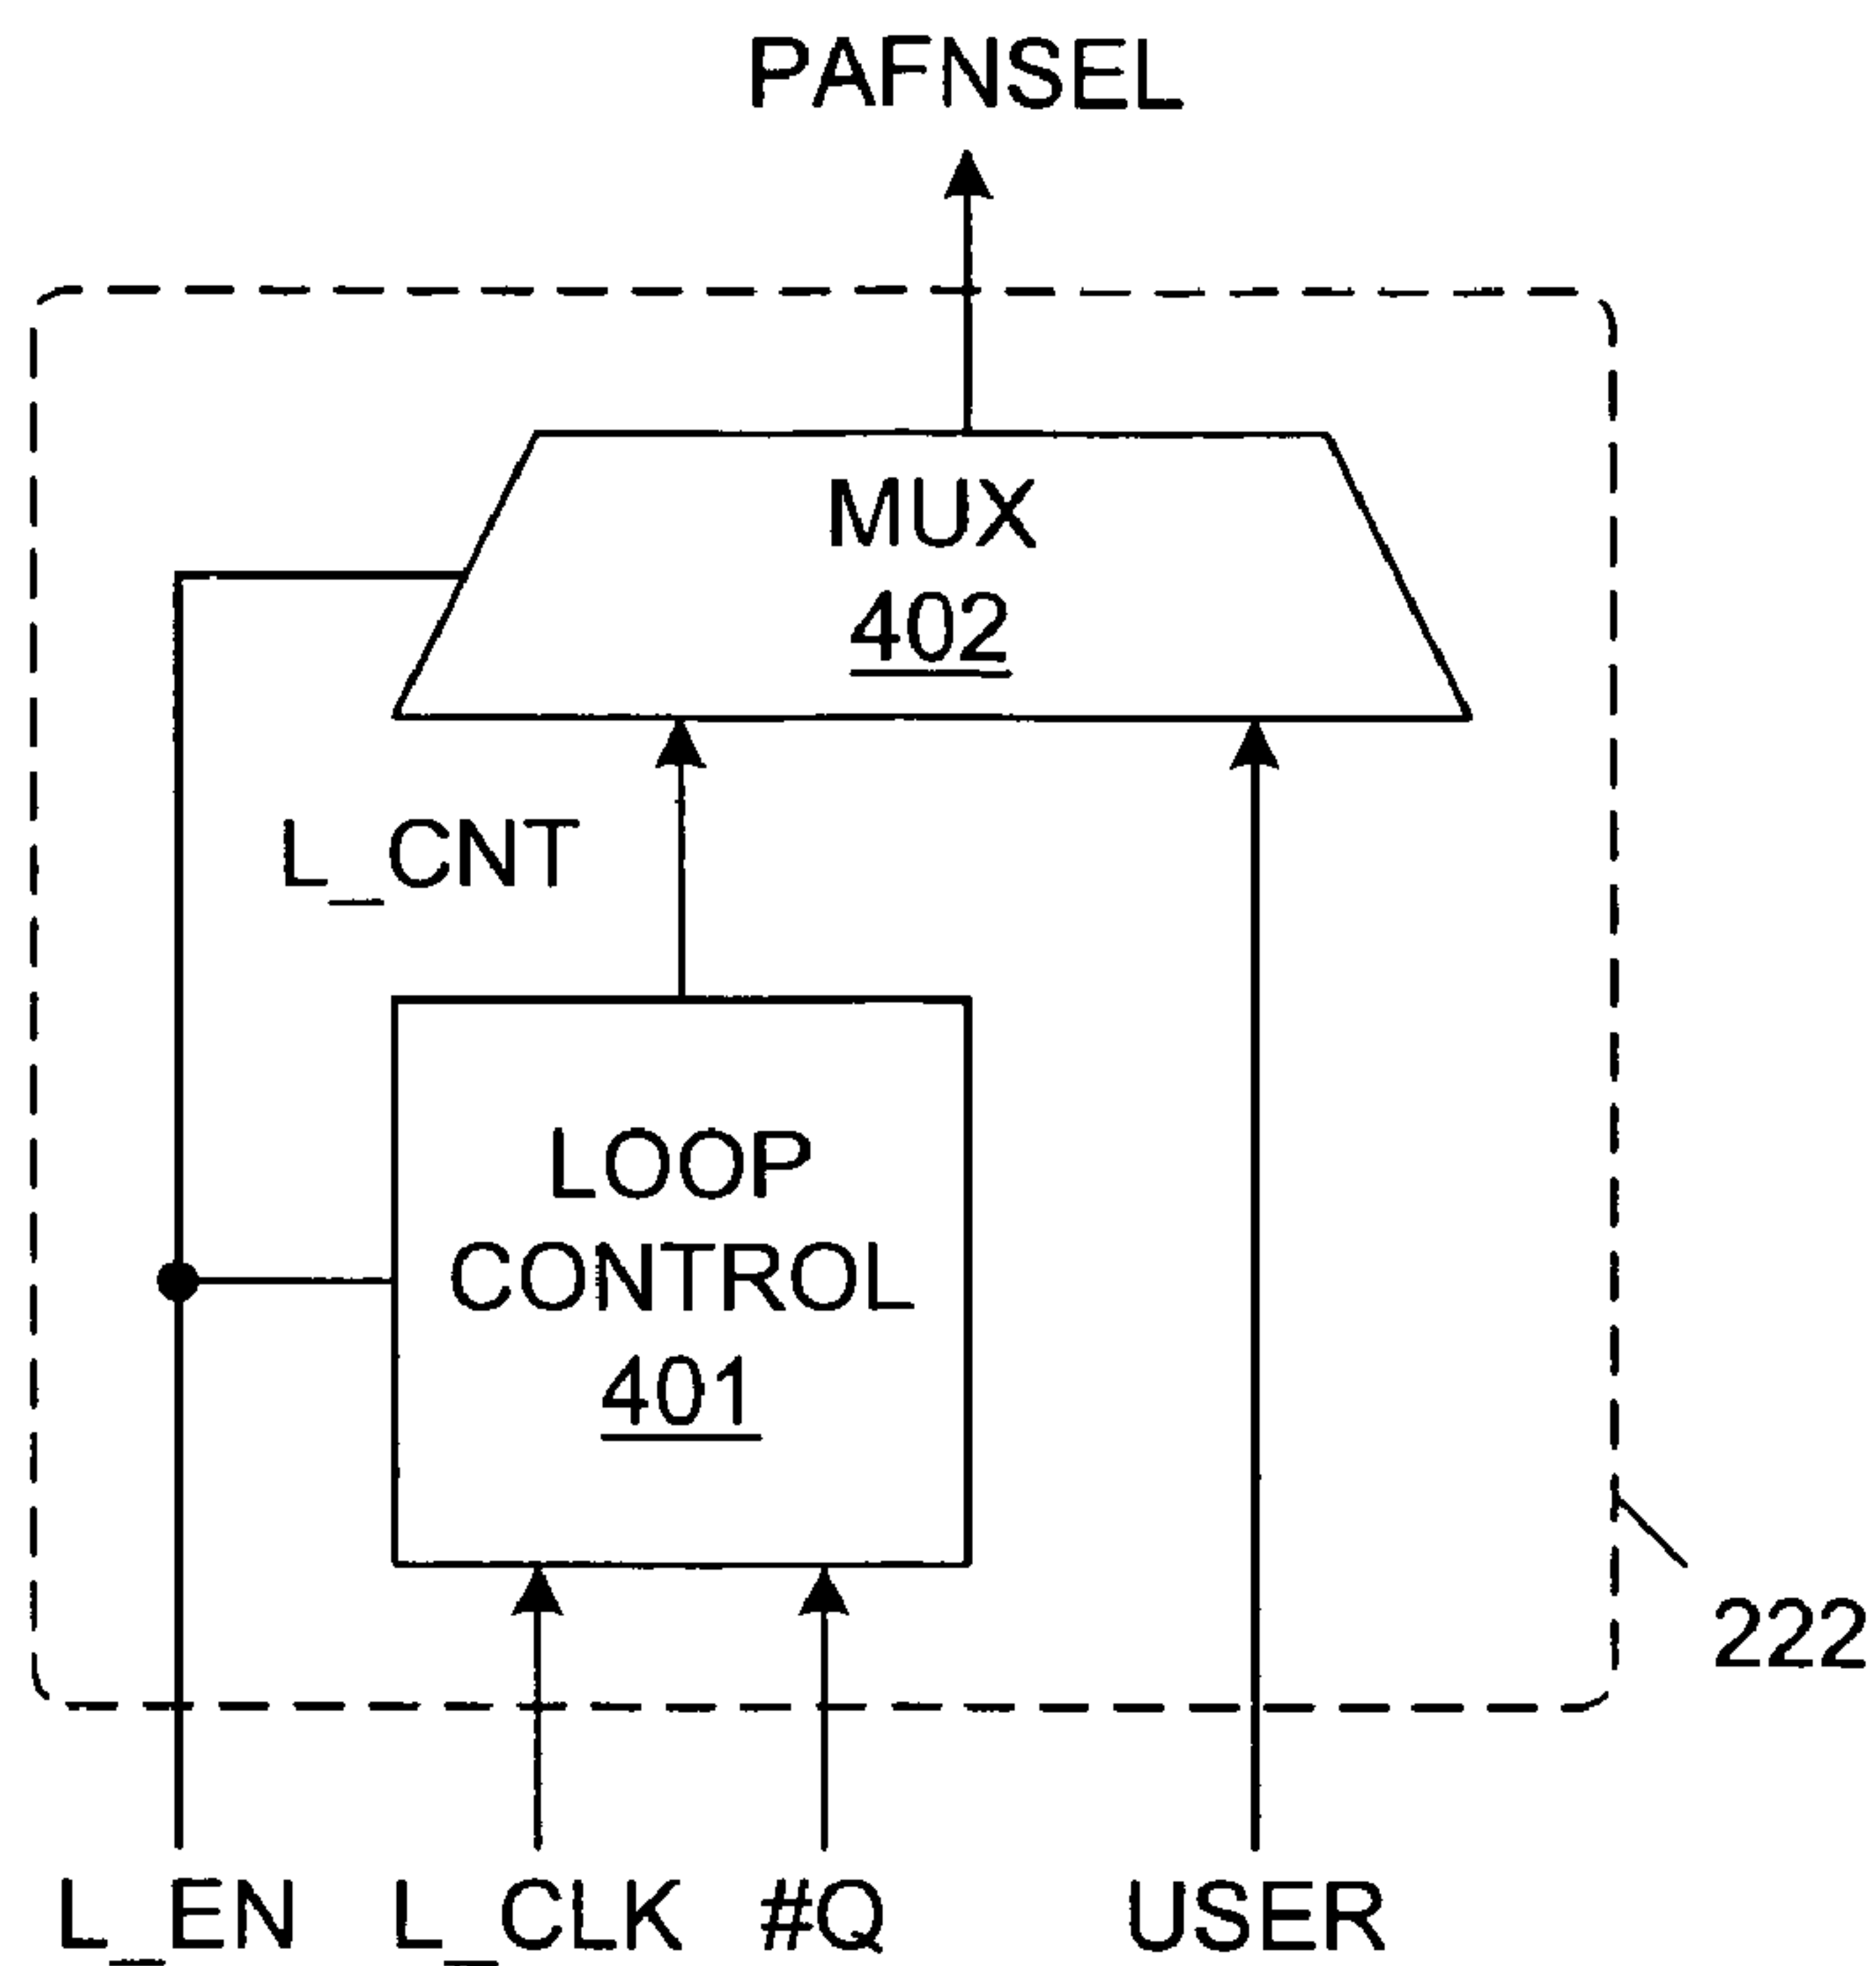 PAFNSEL
MUX
402
L_CNT
LOOP
CONTROL
401
222
L_EN L_CLK #Q USER